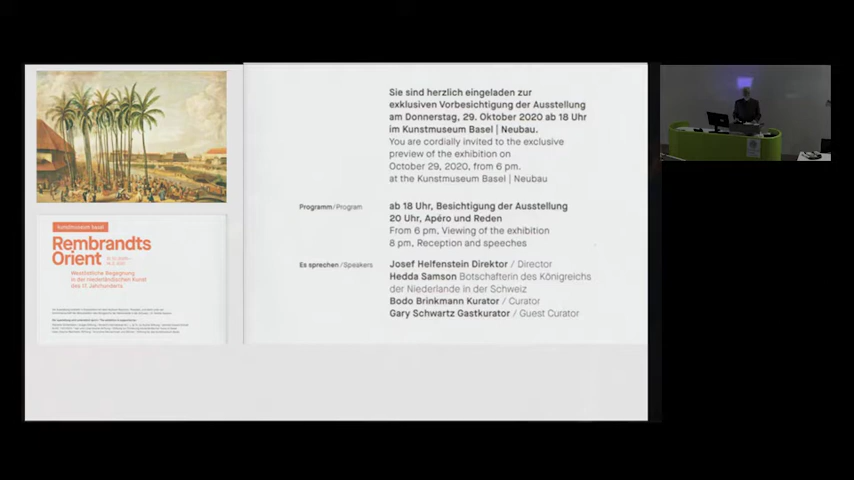 Kunstmuseum basel
Rembrandts
Orient
Westöstliche Begegnung
in der niederländischen Kunst
des 17. Jahrhunderts
Sie sind herzlich eingeladen zur
exklusiven Vorbesichtigung der Ausstellung
am Donnerstag, 29. Oktober 2020 ab 18 Uhr
im Kunstmuseum Basel | Neubau.
You are cordially invited to the exclusive
preview of the exhibition on
October 29, 2020, from 6 pm.
at the Kunstmuseum Basel | Neubau
Programm / Program
ab 18 Uhr, Besichtigung der Ausstellung
20 Uhr, Apéro und Reden
From 6 pm, Viewing of the exhibition
8 pm, Reception and speeches
Es sprechen / Speakers
Josef Helfenstein Direktor / Director
Hedda Samson Botschafterin des Königreichs
der Niederlande in der Schweiz
Bodo Brinkmann Kurator / Curator
Gary Schwartz Gastkurator / Guest Curator